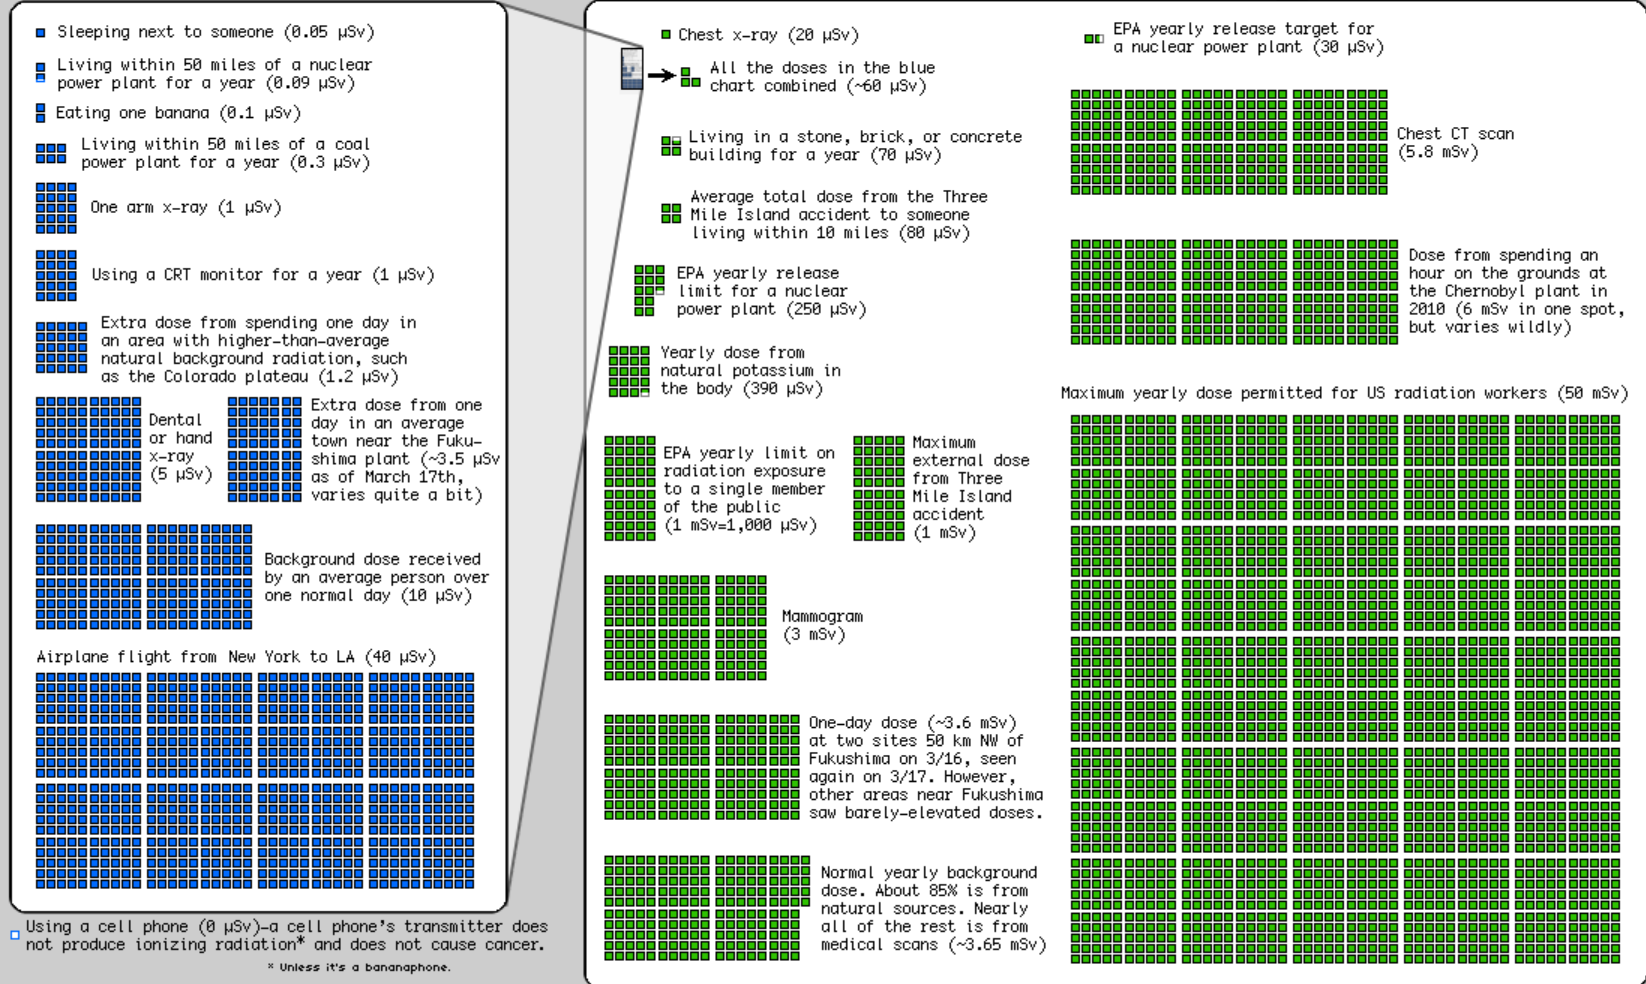 Sleeping next to someone (0.05 µSv)
Living within 50 miles of a nuclear
power plant for a year (0.09 µSv)
Eating one banana (0.1 µSv)
Living within 50 miles of a coal
power plant for a year (0.3 µSv)
One arm x-ray (1 µSv)
Using a CRT monitor for a year (1 µSv)
Extra dose from spending one day in
an area with higher-than-average
natural background radiation, such
as the Colorado plateau (1.2 µSv)
Dental
or hand
x-ray
(5 µSv)
Extra dose from one
day in an average
town near the Fuku-
shima plant (~3.5 µSv
as of March 17th,
varies quite a bit)
Background dose received
by an average person over
one normal day (10 µSv)
Airplane flight from New York to LA (40 µSv)
Using a cell phone (0 µSv)—a cell phone's transmitter does
not produce ionizing radiation* and does not cause cancer.
* Unless it's a bananaphone.
Chest x-ray (20 µSv)
All the doses in the blue
chart combined (~60 µSv)
Living in a stone, brick, or concrete
building for a year (70 µSv)
Average total dose from the Three
Mile Island accident to someone
living within 10 miles (80 µSv)
EPA yearly release
limit for a nuclear
power plant (250 µSv)
Yearly dose from
natural potassium in
the body (390 µSv)
EPA yearly limit on
radiation exposure
to a single member
of the public
(1 mSv=1,000 µSv)
Maximum
external dose
from Three
Mile Island
accident
(1 mSv)
Mammogram
(3 mSv)
One-day dose (~3.6 mSv)
at two sites 50 km NW of
Fukushima on 3/16, seen
again on 3/17. However,
other areas near Fukushima
saw barely-elevated doses.
Normal yearly background
dose. About 85% is from
natural sources. Nearly
all of the rest is from
medical scans (~3.65 mSv)
EPA yearly release target for
a nuclear power plant (30 µSv)
Chest CT scan
(5.8 mSv)
Dose from spending an
hour on the grounds at
the Chernobyl plant in
2010 (6 mSv in one spot,
but varies wildly)
Maximum yearly dose permitted for US radiation workers (50 mSv)